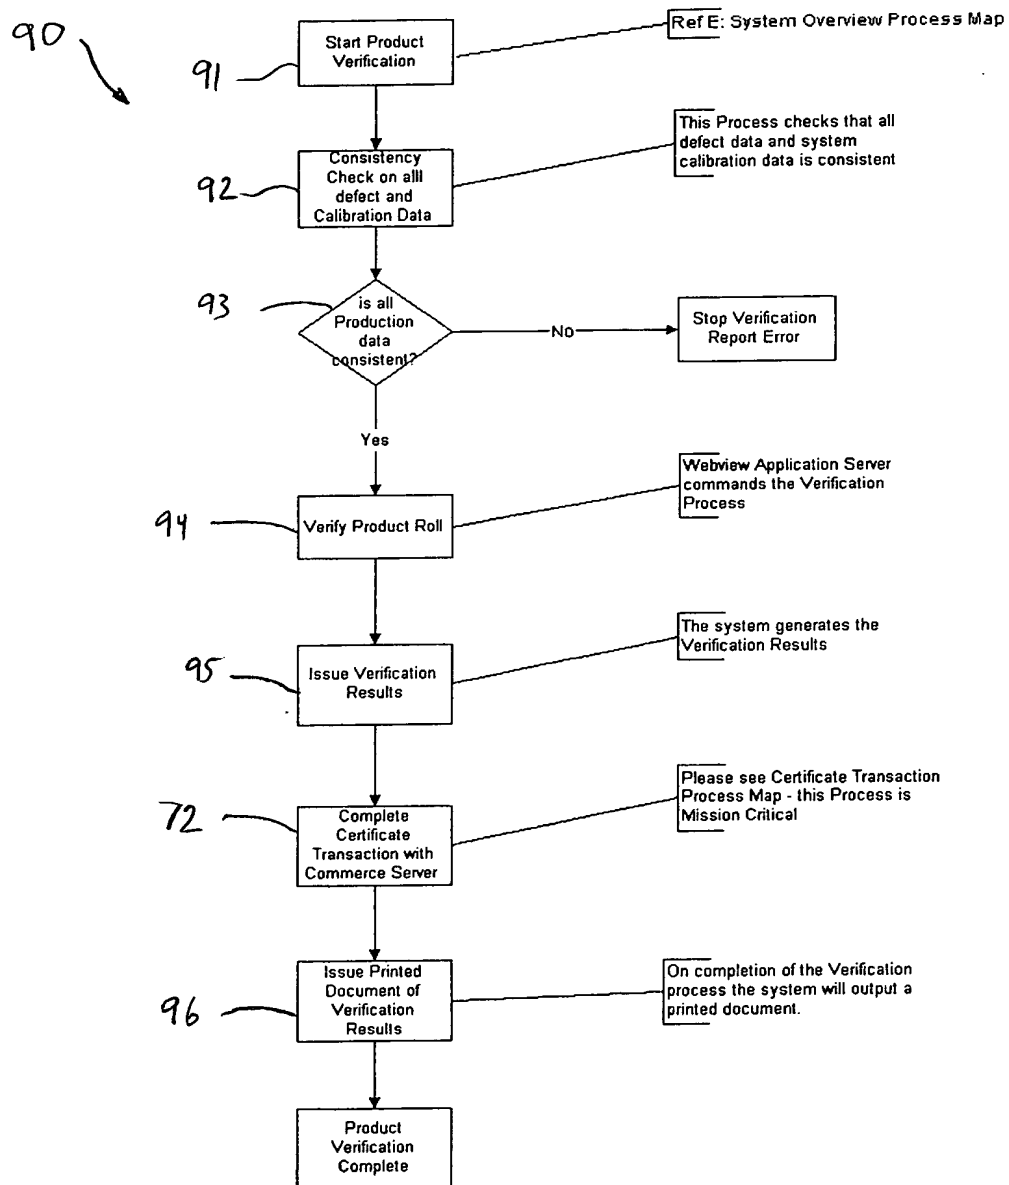 90
Start Product
Verification
Ref E: System Overview Process Map
91
Consistency
Check on alll
defect and
Calibration Data
This Process checks that all
defect data and system
calibration data is consistent
92
93
is all
Production
data
consistent?
No
Stop Verification
Report Error
Yes
94
Verify Product Roll
Webview Application Server
commands the Verification
Process
95
Issue Verification
Results
The system generates the
Verification Results
72
Complete
Certificate
Transaction with
Commerce Server
Please see Certificate Transaction
Process Map - this Process is
Mission Critical
96
Issue Printed
Document of
Verification
Results
On completion of the Verification
process the system will output a
printed document.
Product
Verification
Complete